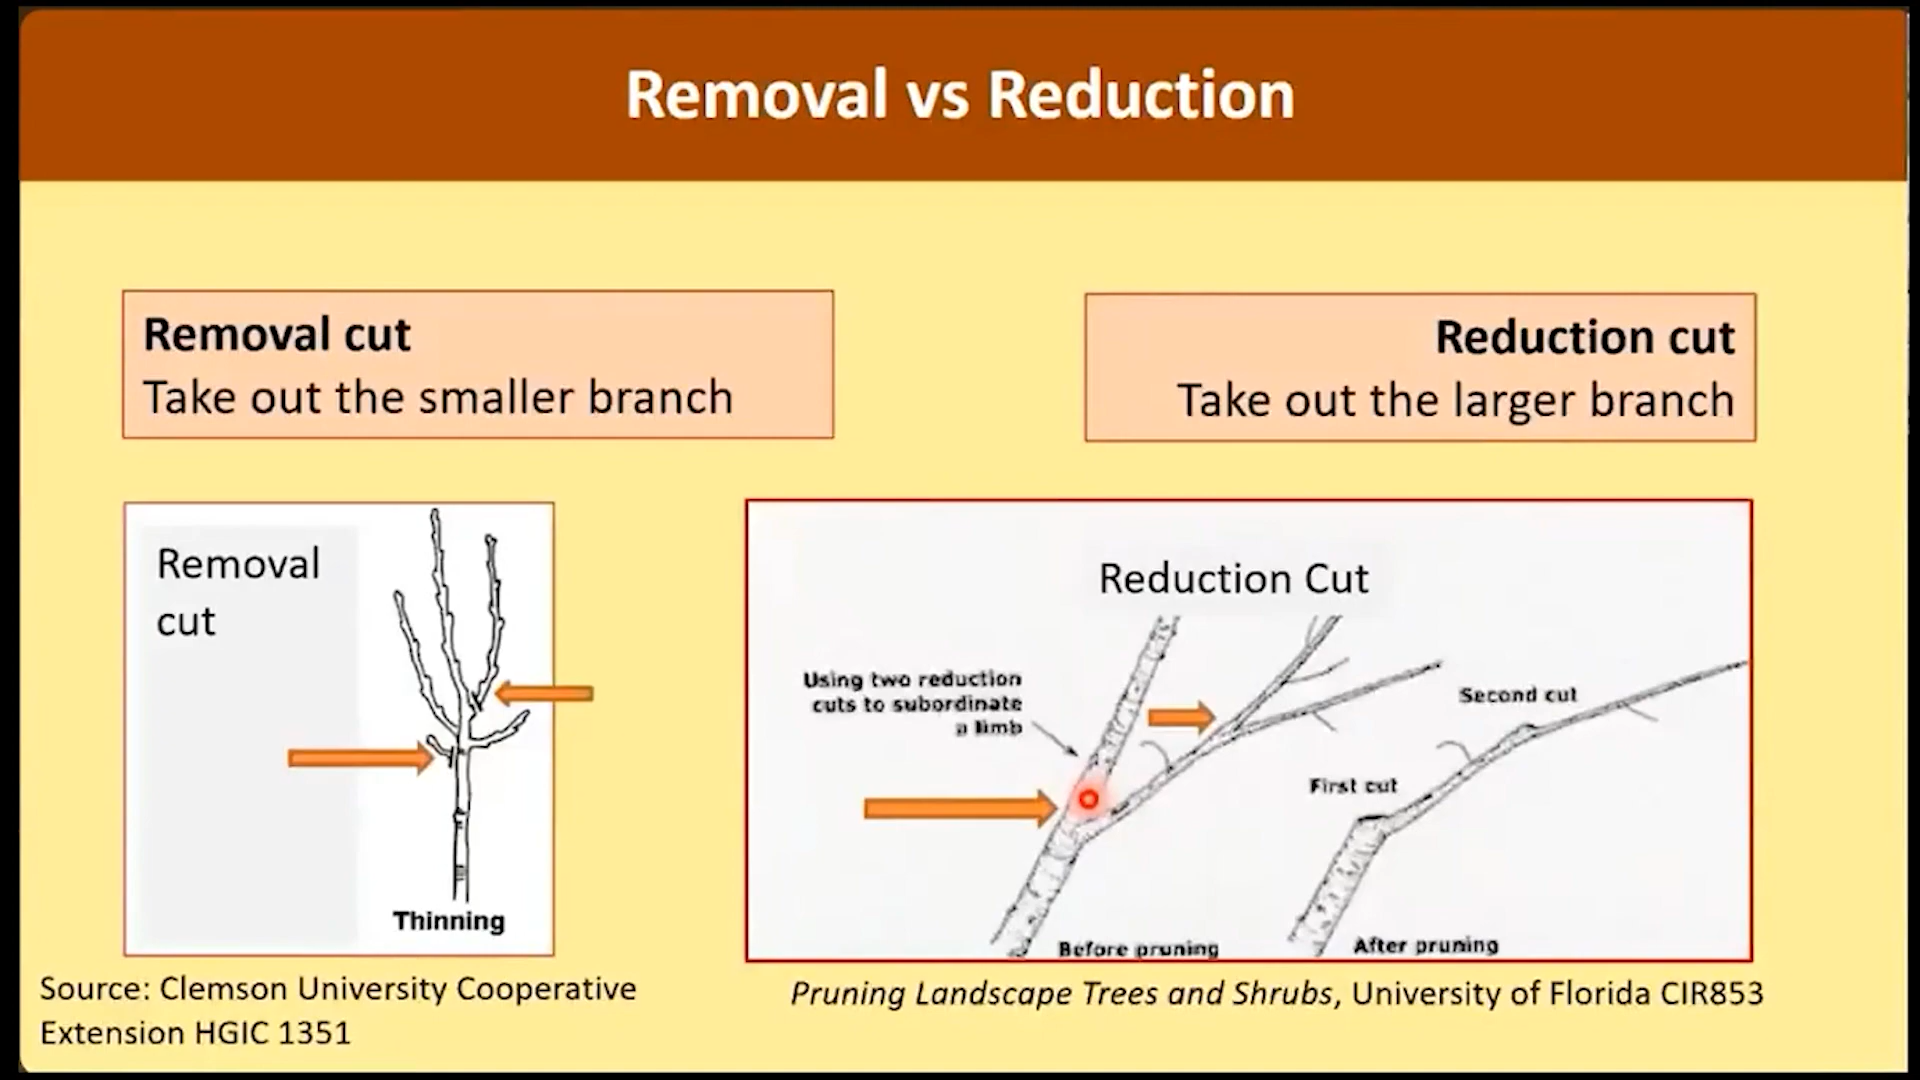 Removal vs Reduction
Removal cut
Take out the smaller branch
Reduction cut
Take out the larger branch
Removal
cut
Thinning
Reduction Cut
Using two reduction
cuts to subordinate
a limb
Second cut
First cut
Before pruning
After pruning
Source: Clemson University Cooperative
Extension HGIC 1351
Pruning Landscape Trees and Shrubs, University of Florida CIR853